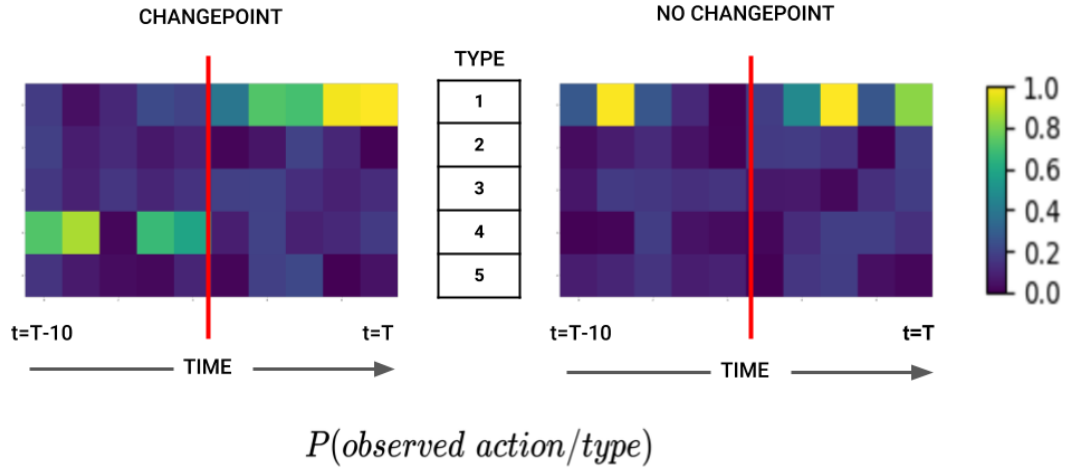 CHANGEPOINT
NO CHANGEPOINT
TYPE
1
2
3
4
5
1.0
0.8
0.6
0.4
0.2
0.0
t=T-10
t=T
t=T-10
t=T
TIME
TIME
P(observed action/type)